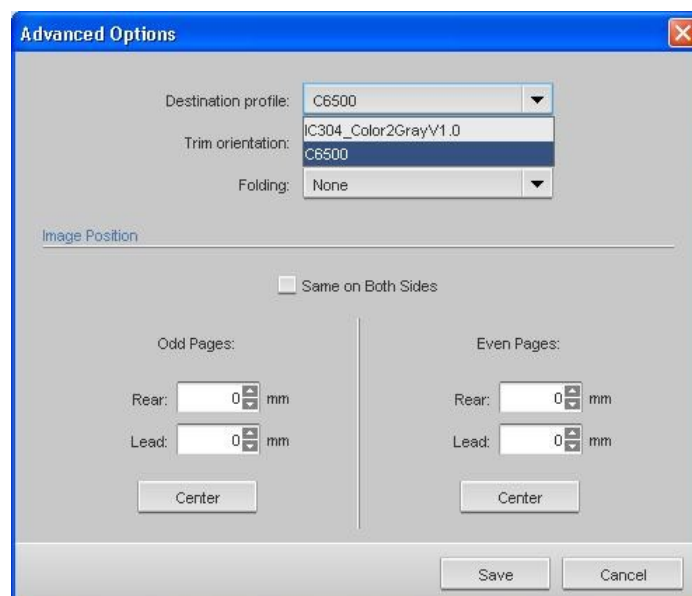 Advanced Options
Destination profile: C6500
IC304_Color2GrayV1.0
Trim orientation:
C6500
Folding: None
Image Position
Same on Both Sides
Odd Pages: Even Pages:
Rear: 0 mm Rear: 0 mm
Lead: 0 mm Lead: 0 mm
Center Center
Save Cancel